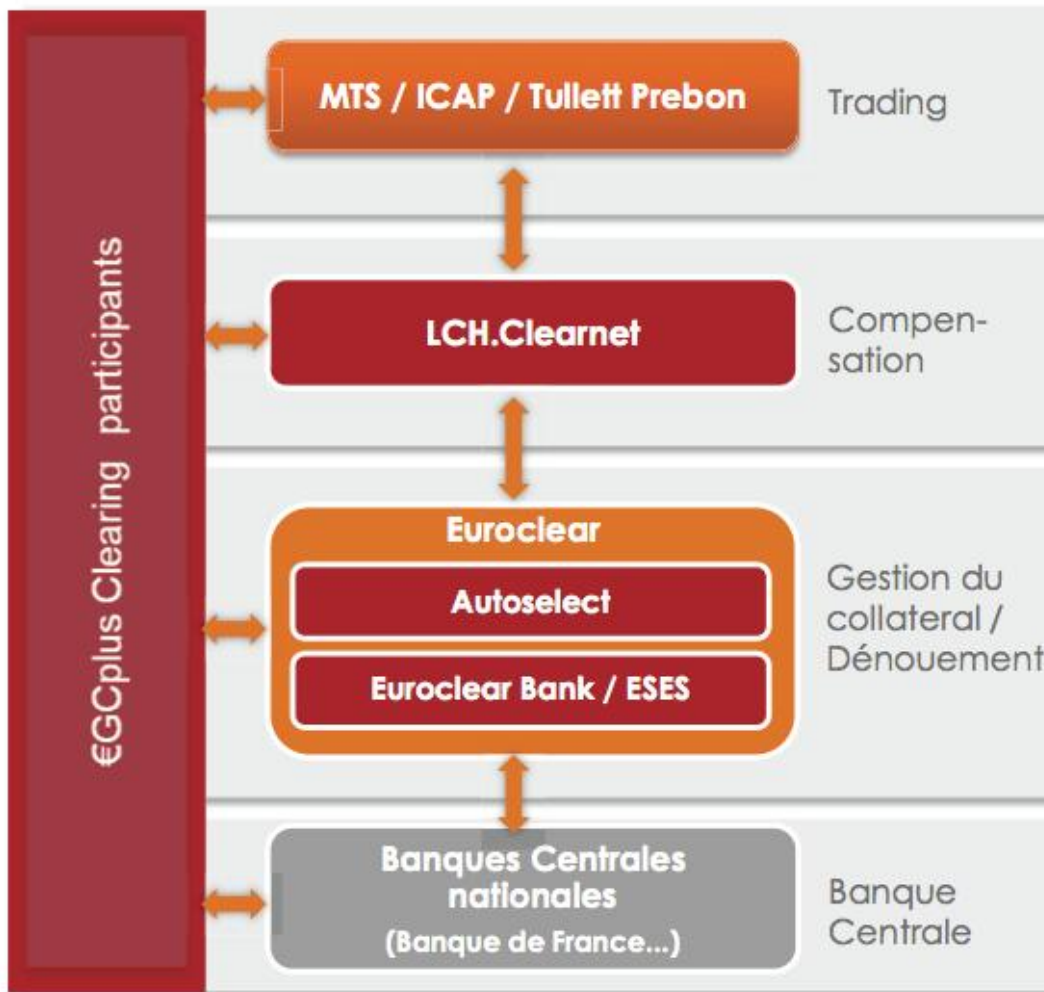 €GCplus Clearing participants
MTS / ICAP / Tullett Prebon
Trading
LCH.Clearnet
Compen-
sation
Euroclear
Autoselect
Euroclear Bank / ESES
Gestion du
collateral /
Dénouement
Banques Centrales
nationales
(Banque de France...)
Banque
Centrale